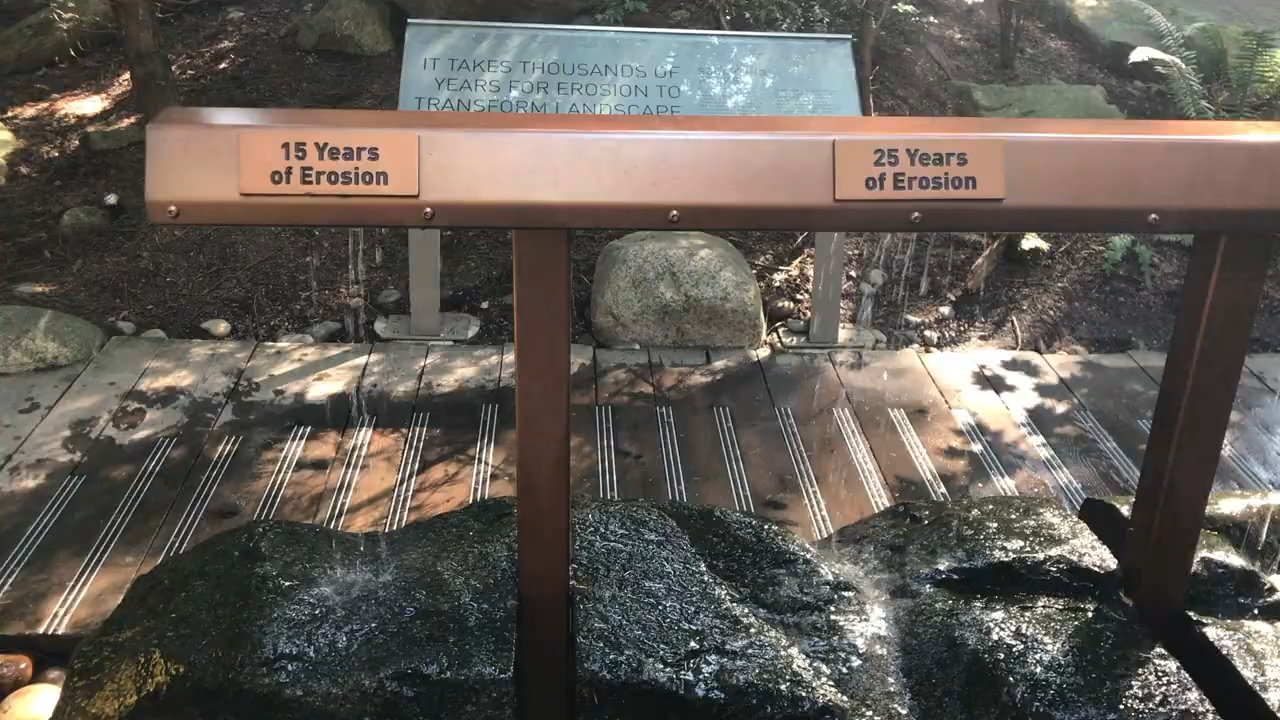 IT TAKES THOUSANDS OF
YEARS FOR EROSION TO
TRANSFORM LANDSCAPE
15 Years
of Erosion
25 Years
of Erosion